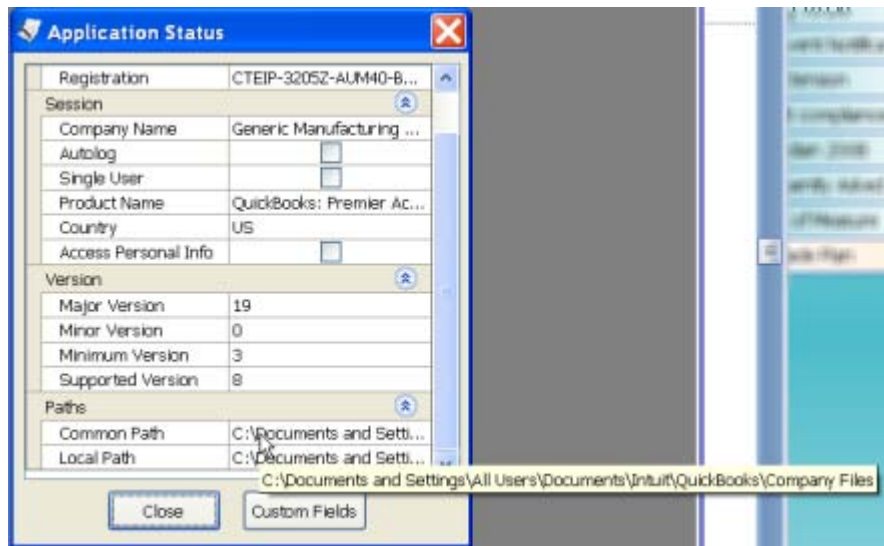 Application Status
Registration CTEIP-3205Z-AUM40-B...
Session
Company Name Generic Manufacturing ...
Autolog
Single User
Product Name QuickBooks: Premier Ac...
Country US
Access Personal Info
Version
Major Version 19
Minor Version 0
Minimum Version 3
Supported Version 8
Paths
Common Path C:\Documents and Setti...
Local Path C:\Documents and Setti...
C:\Documents and Settings\All Users\Documents\Intuit\QuickBooks\Company Files
Close Custom Fields